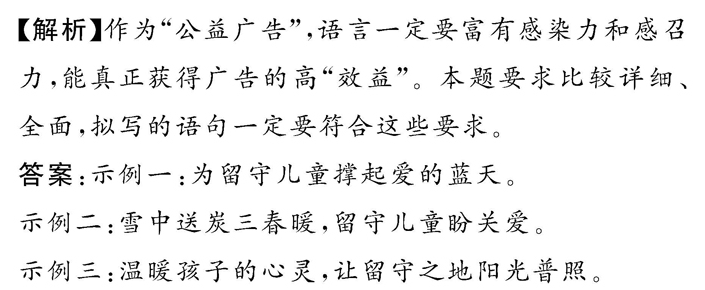 【解析】作为“公益广告”,语言一定要富有感染力和感召
力,能真正获得广告的高“效益”。本题要求比较详细、
全面,拟写的语句一定要符合这些要求。
答案:示例一:为留守儿童撑起爱的蓝天。
示例二:雪中送炭三春暖,留守儿童盼关爱。
示例三:温暖孩子的心灵,让留守之地阳光普照。